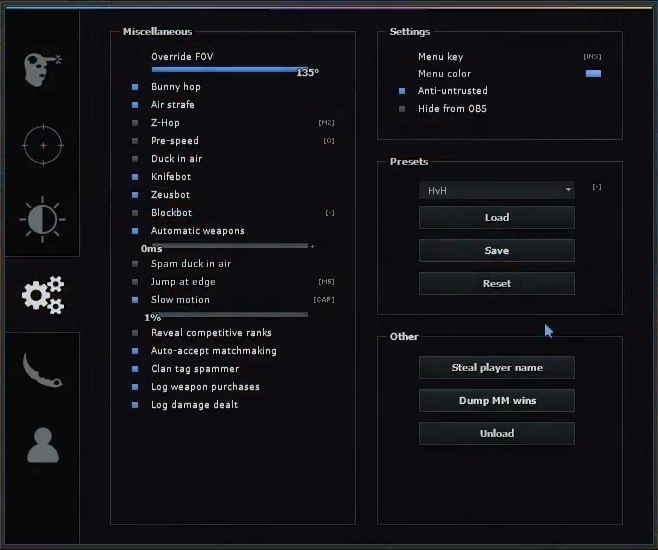 Miscellaneous
Override FOV
135°
Bunny hop
Air strafe
Z-Hop [M2]
Pre-speed [O]
Duck in air
Knifebot
Zeusbot
Blockbot [-]
Automatic weapons
0ms +
Spam duck in air
Jump at edge [M5]
Slow motion [CAP]
1%
Reveal competitive ranks
Auto-accept matchmaking
Clan tag spammer
Log weapon purchases
Log damage dealt
Settings
Menu key [INS]
Menu color
Anti-untrusted
Hide from OBS
Presets
HvH [-]
Load
Save
Reset
Other
Steal player name
Dump MM wins
Unload